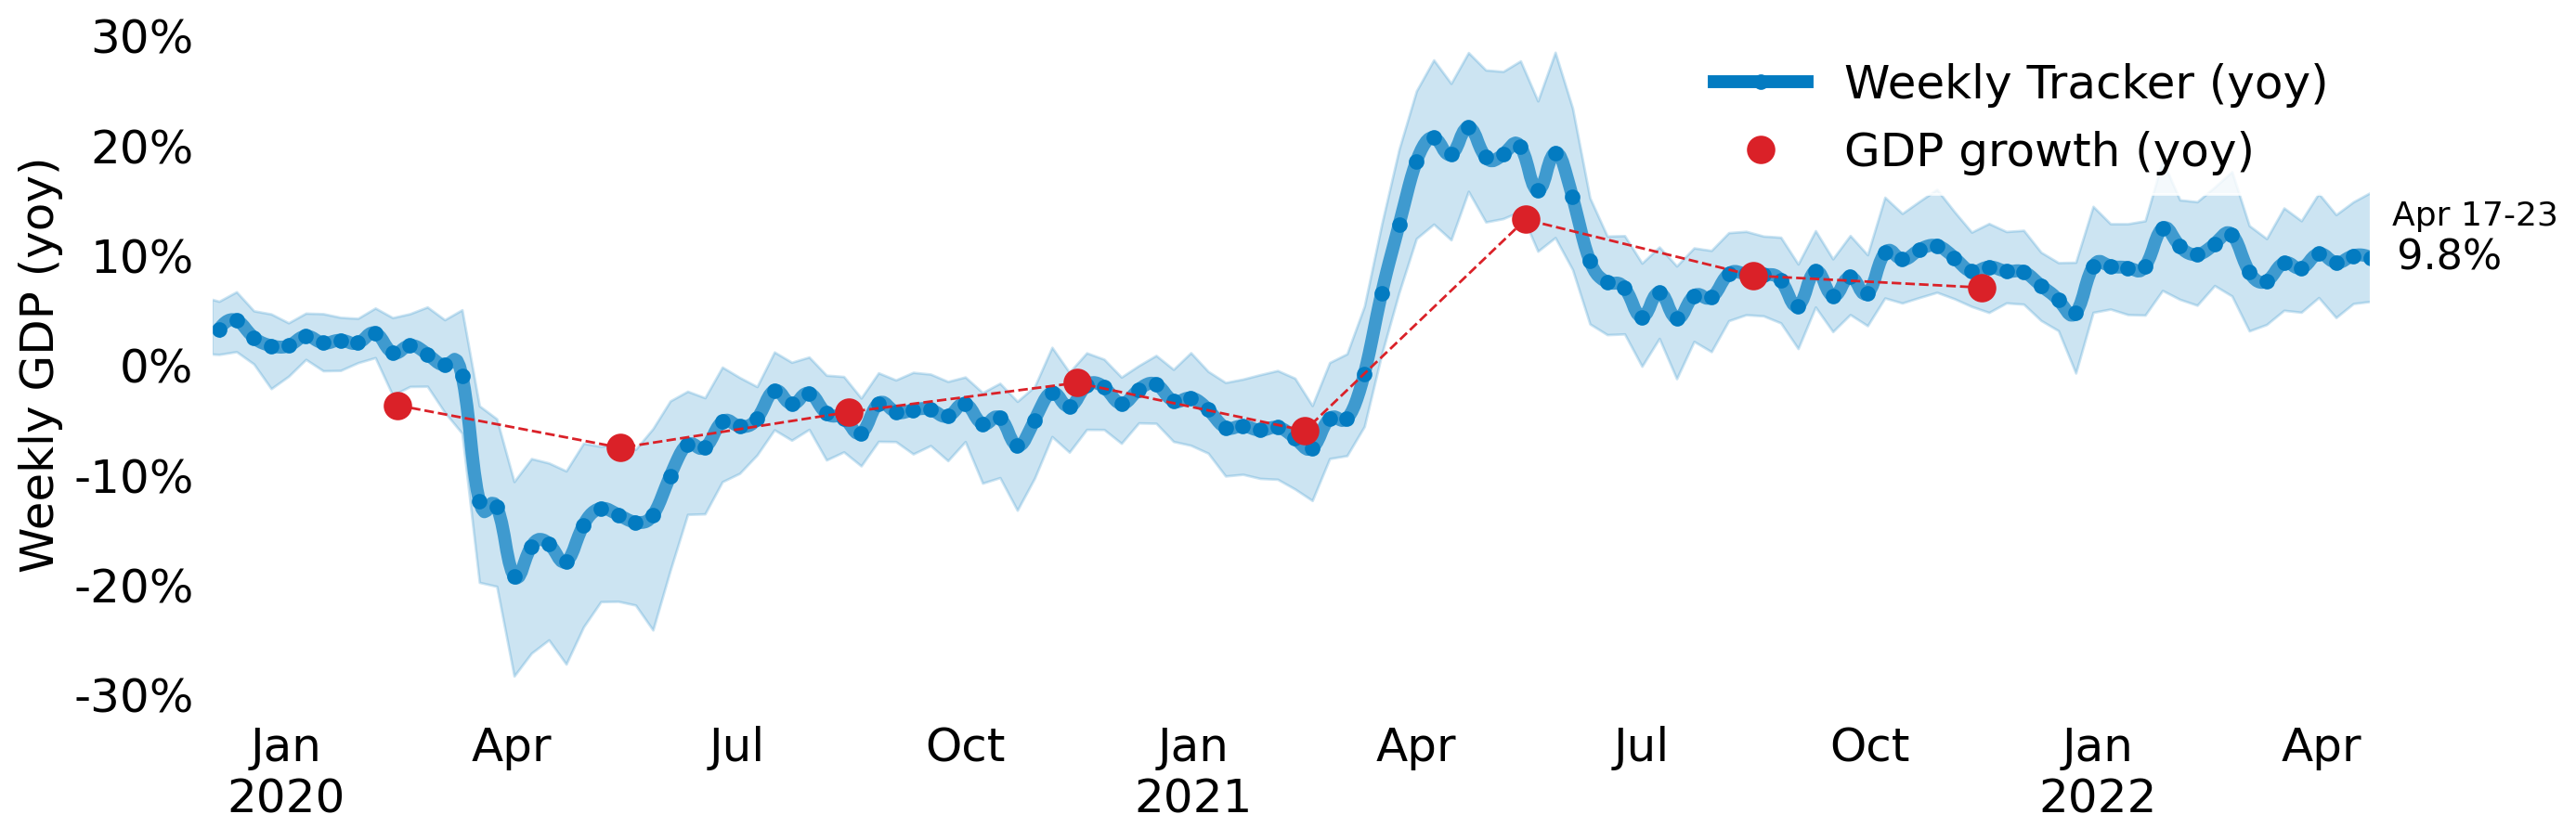 Weekly GDP (yoy)
30%
20%
10%
0%
-10%
-20%
-30%
Weekly Tracker (yoy)
GDP growth (yoy)
Apr 17-23
9.8%
Jan Apr Jul Oct Jan Apr Jul Oct Jan Apr
2020 2021 2022